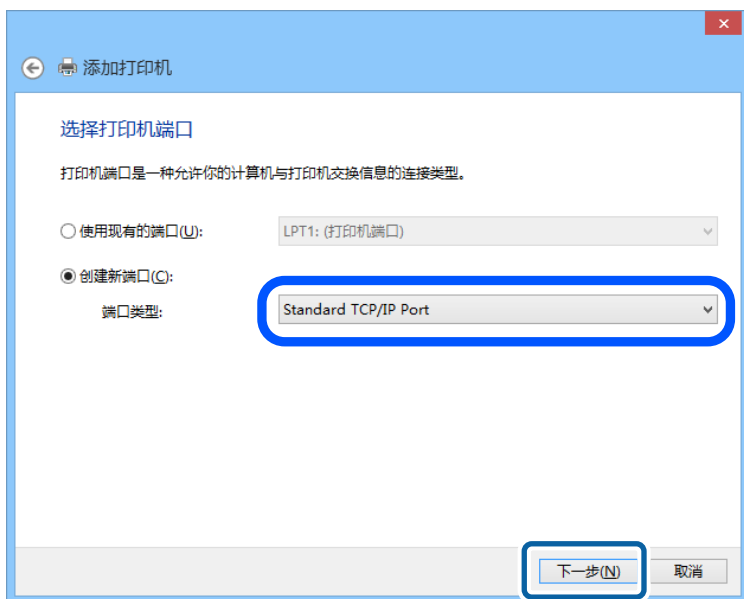 添加打印机
选择打印机端口
打印机端口是一种允许你的计算机与打印机交换信息的连接类型。
使用现有的端口(U): LPT1: (打印机端口)
创建新端口(C):
端口类型: Standard TCP/IP Port
下一步(N) 取消